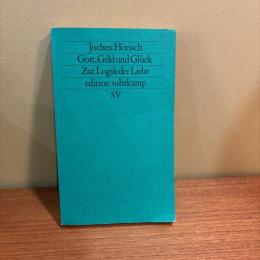 Jochen Hörisch
Gott, Geld und Glück
Zur Logik der Liebe
edition suhrkamp
SV